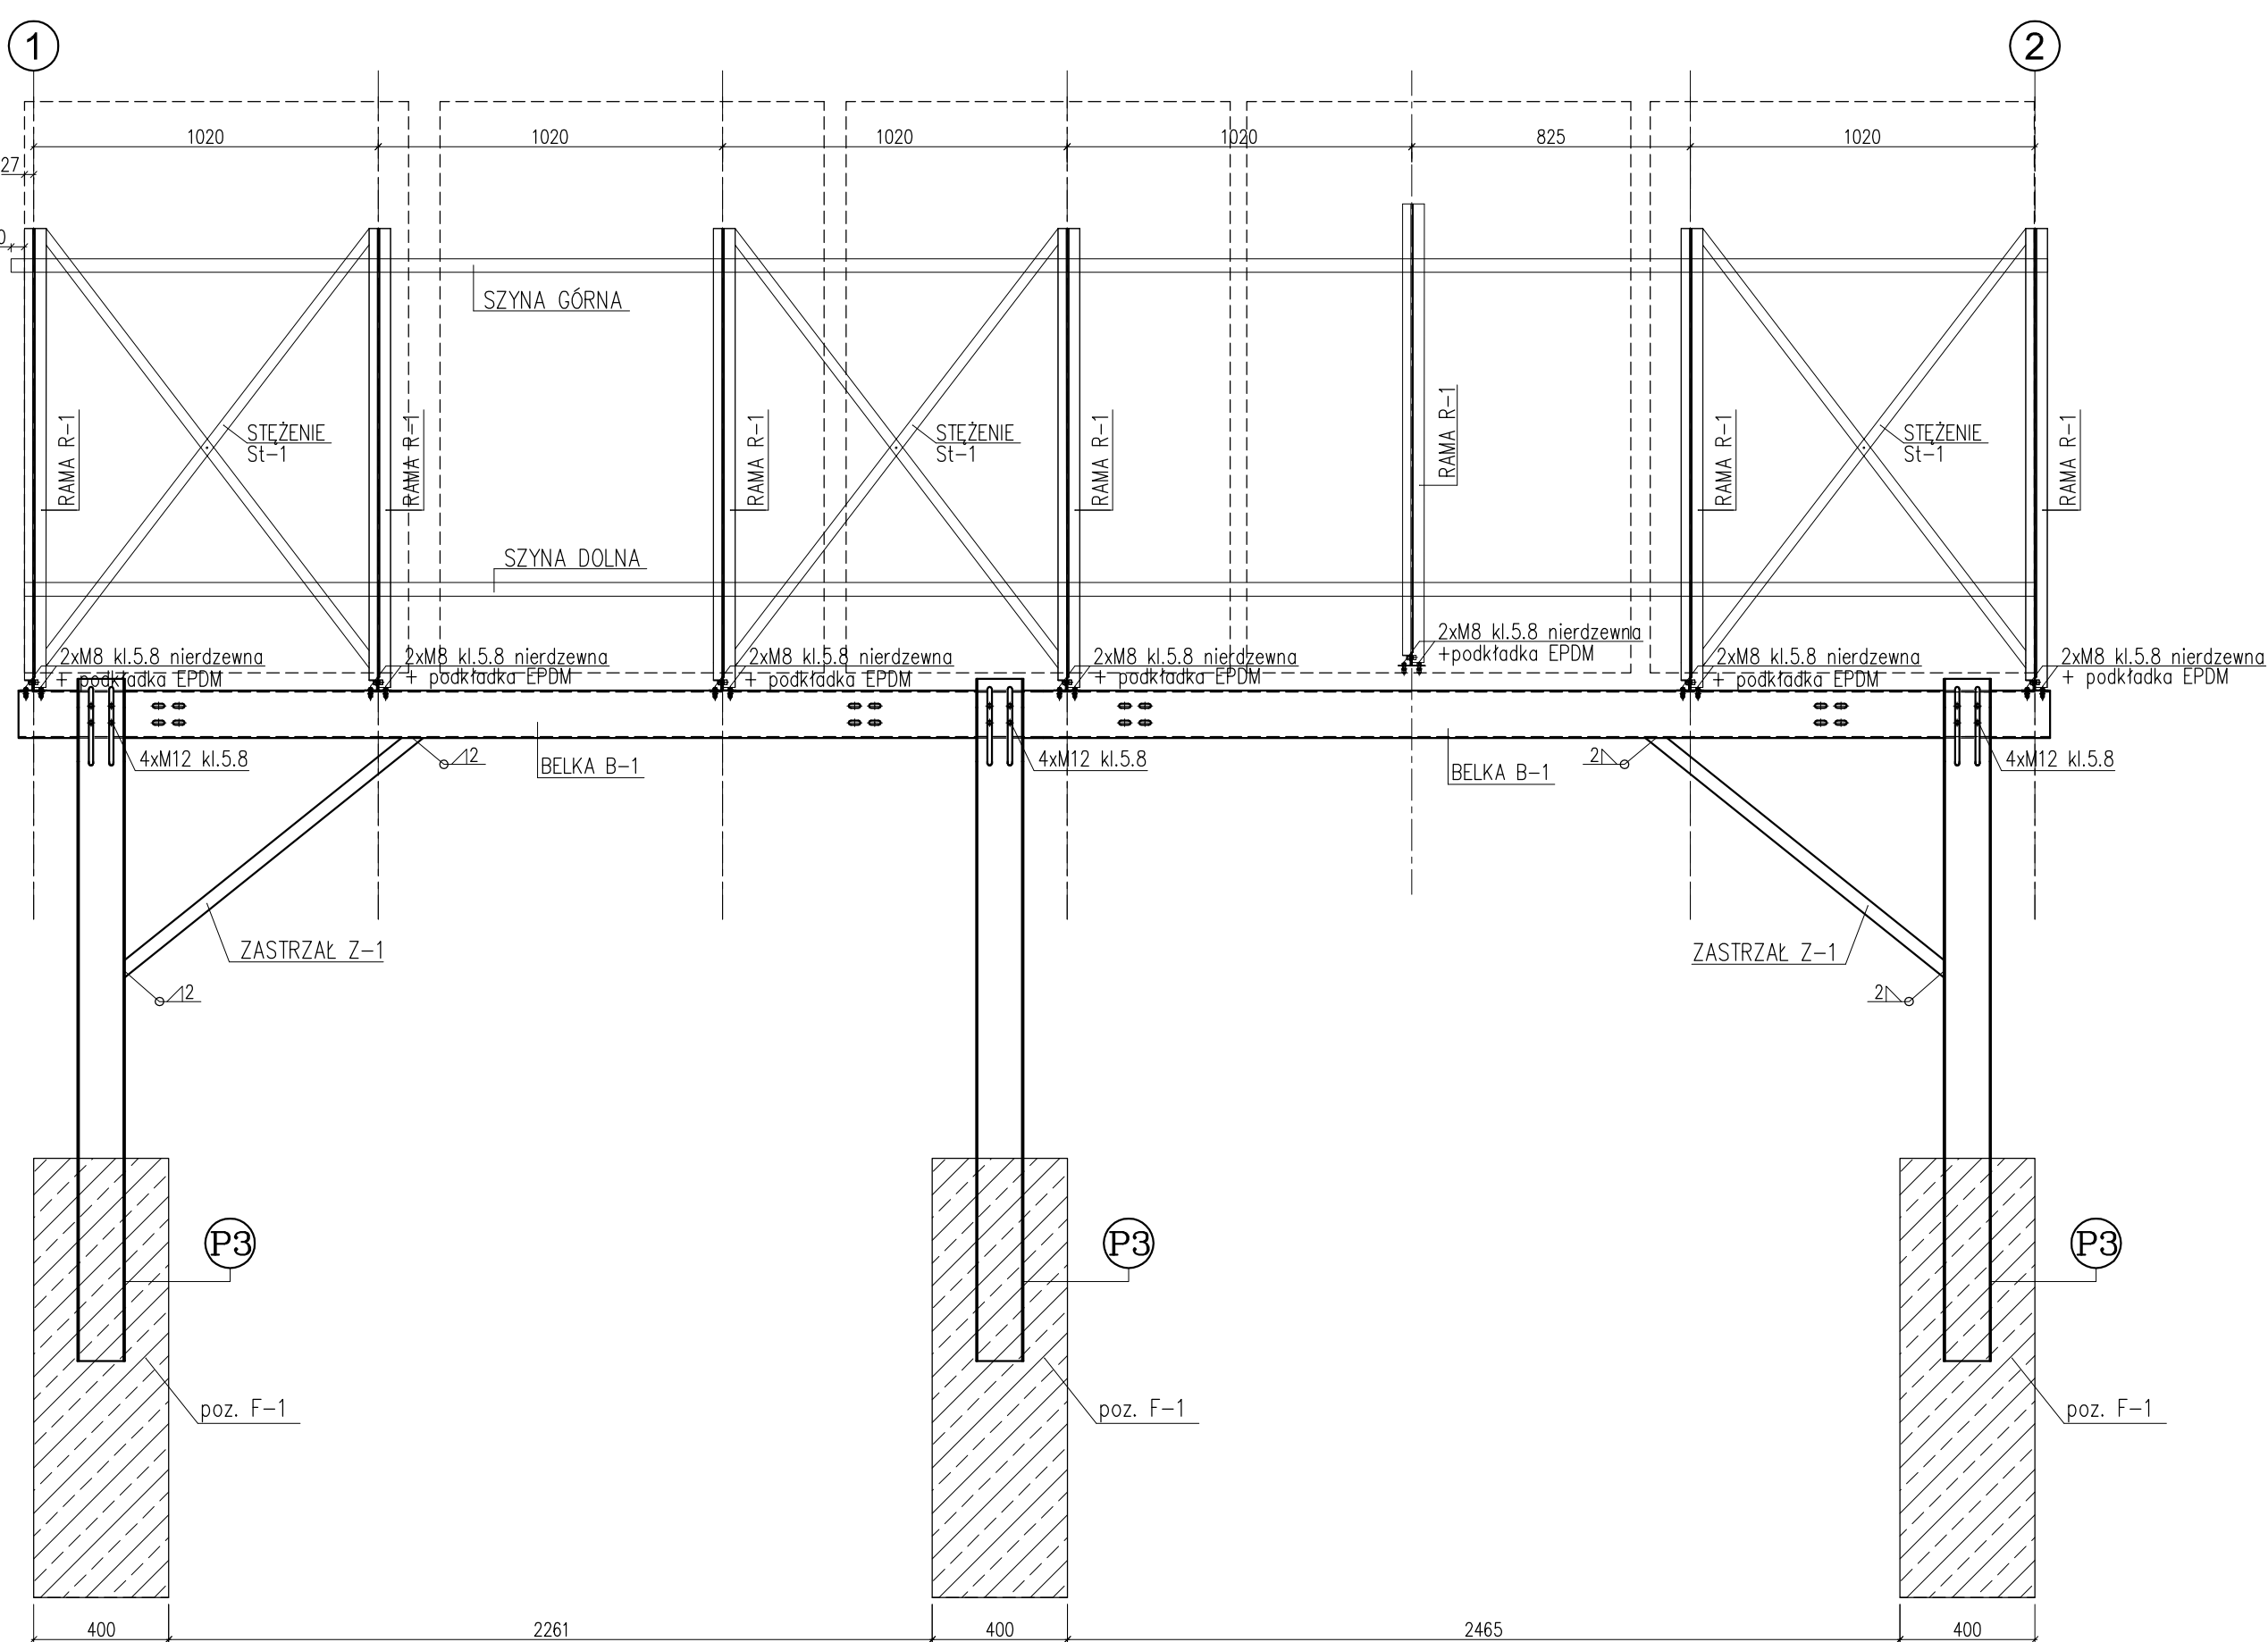 1
2
1020
1020
1020
1020
825
1020
27
0
SZYNA GÓRNA
RAMA R-1
STĘŻENIE
St-1
RAMA R-1
RAMA R-1
STĘŻENIE
St-1
RAMA R-1
RAMA R-1
RAMA R-1
STĘŻENIE
St-1
RAMA R-1
SZYNA DOLNA
2xM8 kl.5.8 nierdzewna
+ podkładka EPDM
2xM8 kl.5.8 nierdzewna
+ podkładka EPDM
2xM8 kl.5.8 nierdzewna
+ podkładka EPDM
2xM8 kl.5.8 nierdzewna
+ podkładka EPDM
2xM8 kl.5.8 nierdzewna
+podkładka EPDM
2xM8 kl.5.8 nierdzewna
+ podkładka EPDM
2xM8 kl.5.8 nierdzewna
+ podkładka EPDM
4xM12 kl.5.8
2
BELKA B-1
4xM12 kl.5.8
BELKA B-1
2
4xM12 kl.5.8
ZASTRZAŁ Z-1
2
ZASTRZAŁ Z-1
2
P3
P3
P3
poz. F-1
poz. F-1
poz. F-1
400
2261
400
2465
400